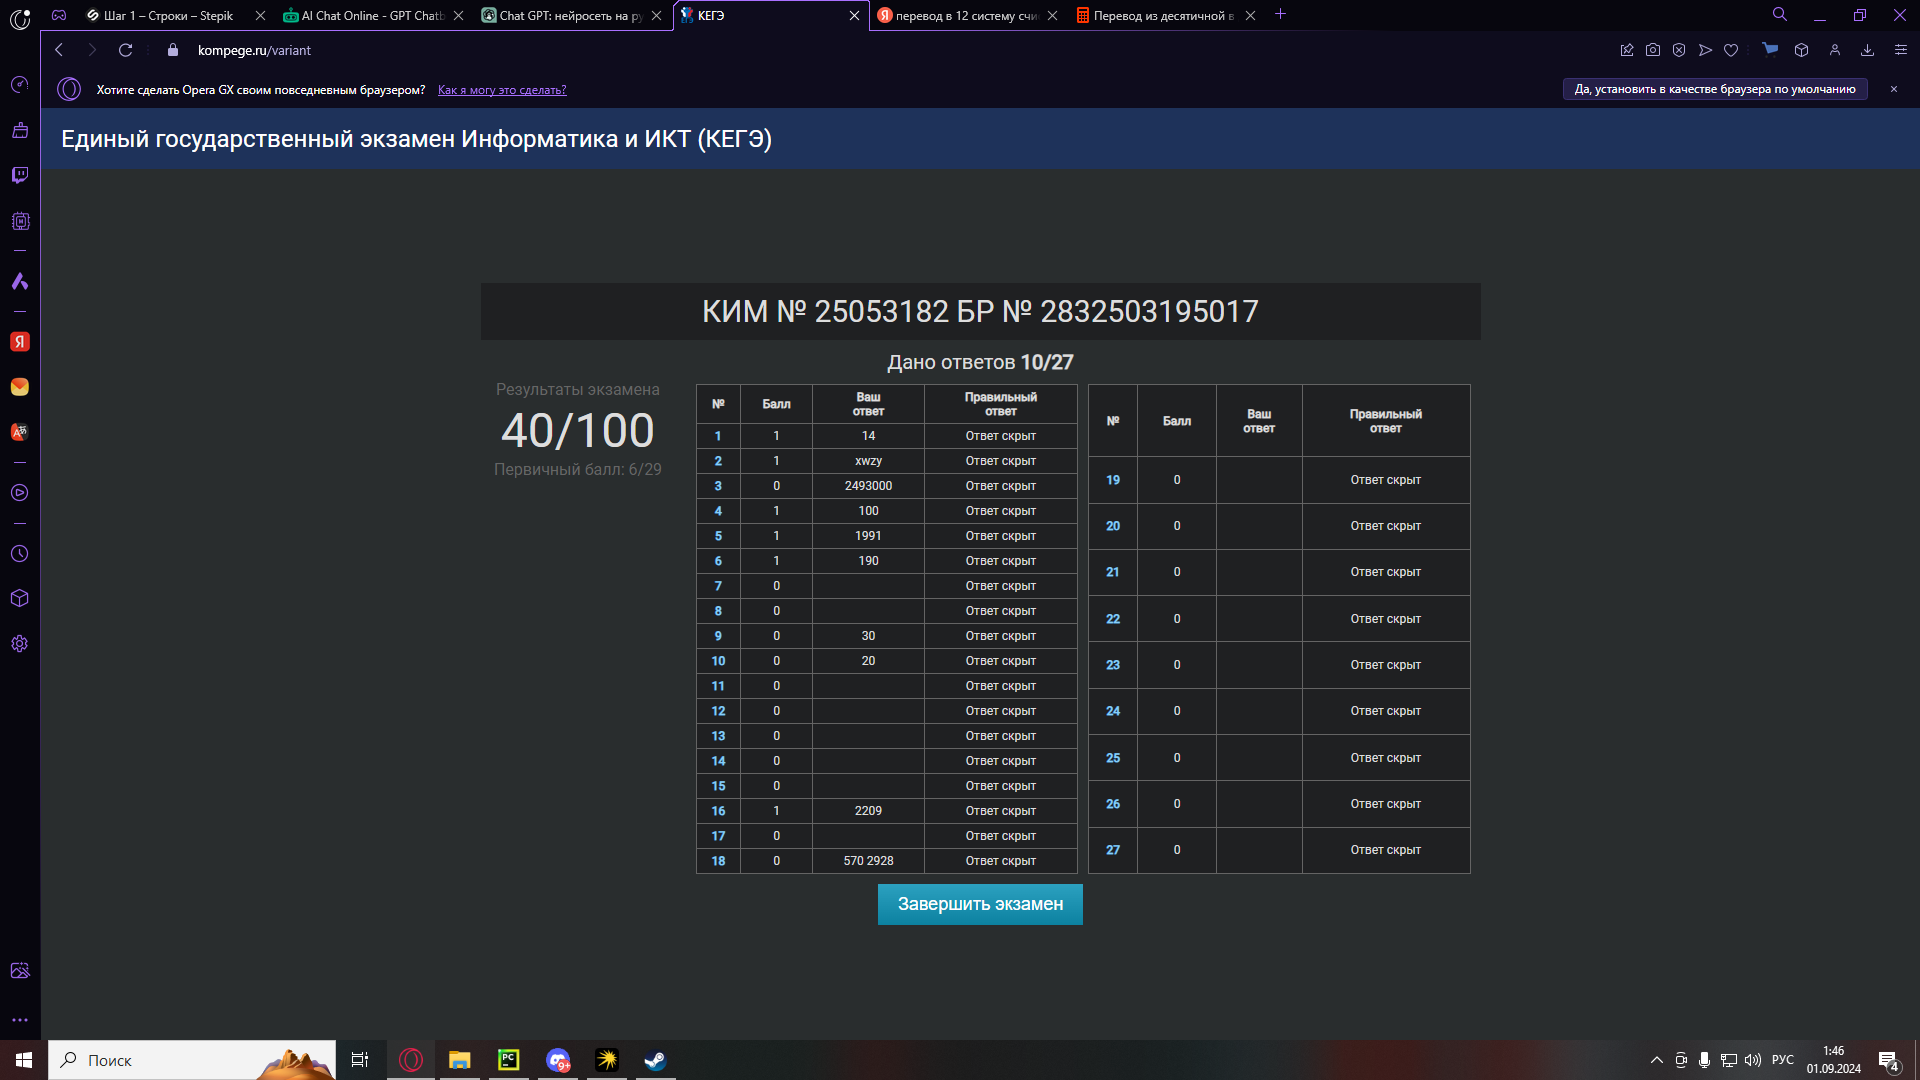 Шаг 1 – Строки – Stepik
AI Chat Online - GPT Chatb
Chat GPT: нейросеть на ру
КЕГЭ
перевод в 12 систему счи
Перевод из десятичной в
kompege.ru/variant
Хотите сделать Opera GX своим повседневным браузером? Как я могу это сделать?
Да, установить в качестве браузера по умолчанию
Единый государственный экзамен Информатика и ИКТ (КЕГЭ)
КИМ № 25053182 БР № 2832503195017
Дано ответов 10/27
Результаты экзамена
40/100
Первичный балл: 6/29
№ Балл Ваш ответ Правильный ответ
1 1 14 Ответ скрыт
2 1 xwzy Ответ скрыт
3 0 2493000 Ответ скрыт
4 1 100 Ответ скрыт
5 1 1991 Ответ скрыт
6 1 190 Ответ скрыт
7 0 Ответ скрыт
8 0 Ответ скрыт
9 0 30 Ответ скрыт
10 0 20 Ответ скрыт
11 0 Ответ скрыт
12 0 Ответ скрыт
13 0 Ответ скрыт
14 0 Ответ скрыт
15 0 Ответ скрыт
16 1 2209 Ответ скрыт
17 0 Ответ скрыт
18 0 570 2928 Ответ скрыт
№ Балл Ваш ответ Правильный ответ
19 0 Ответ скрыт
20 0 Ответ скрыт
21 0 Ответ скрыт
22 0 Ответ скрыт
23 0 Ответ скрыт
24 0 Ответ скрыт
25 0 Ответ скрыт
26 0 Ответ скрыт
27 0 Ответ скрыт
Завершить экзамен
Поиск
PC
9+
РУС
1:46
01.09.2024
4